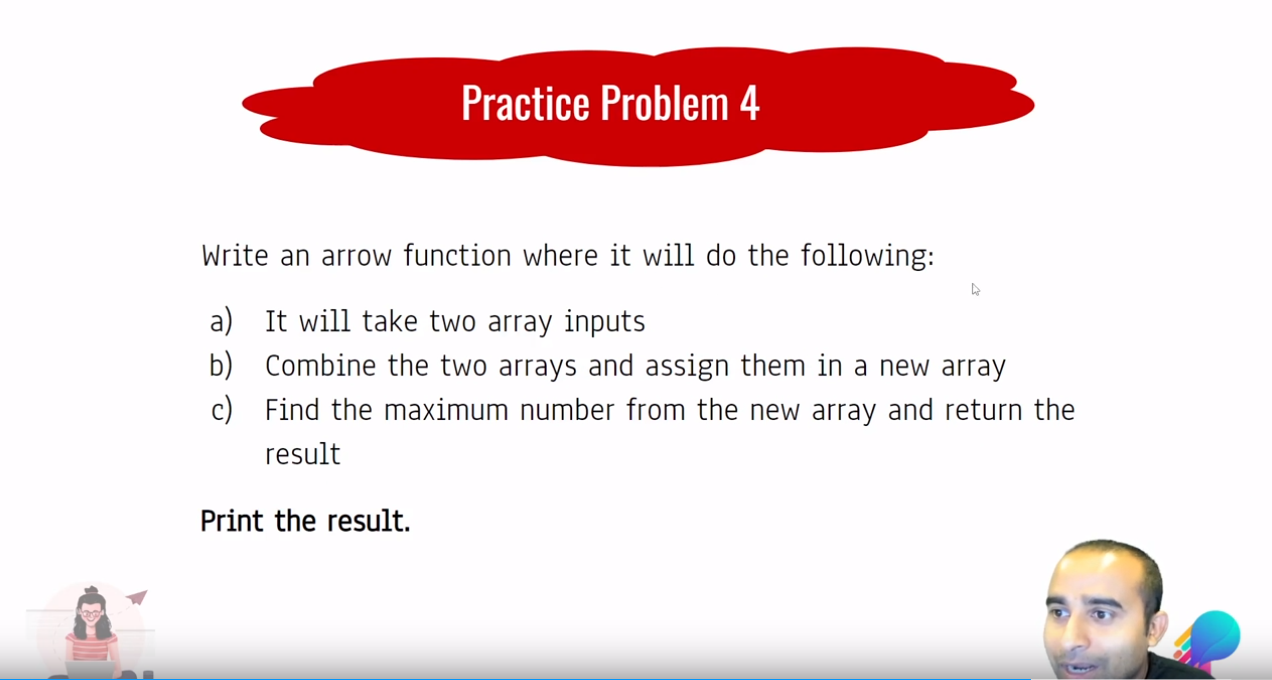 Practice Problem 4
Write an arrow function where it will do the following:
a) It will take two array inputs
b) Combine the two arrays and assign them in a new array
c) Find the maximum number from the new array and return the
result
Print the result.